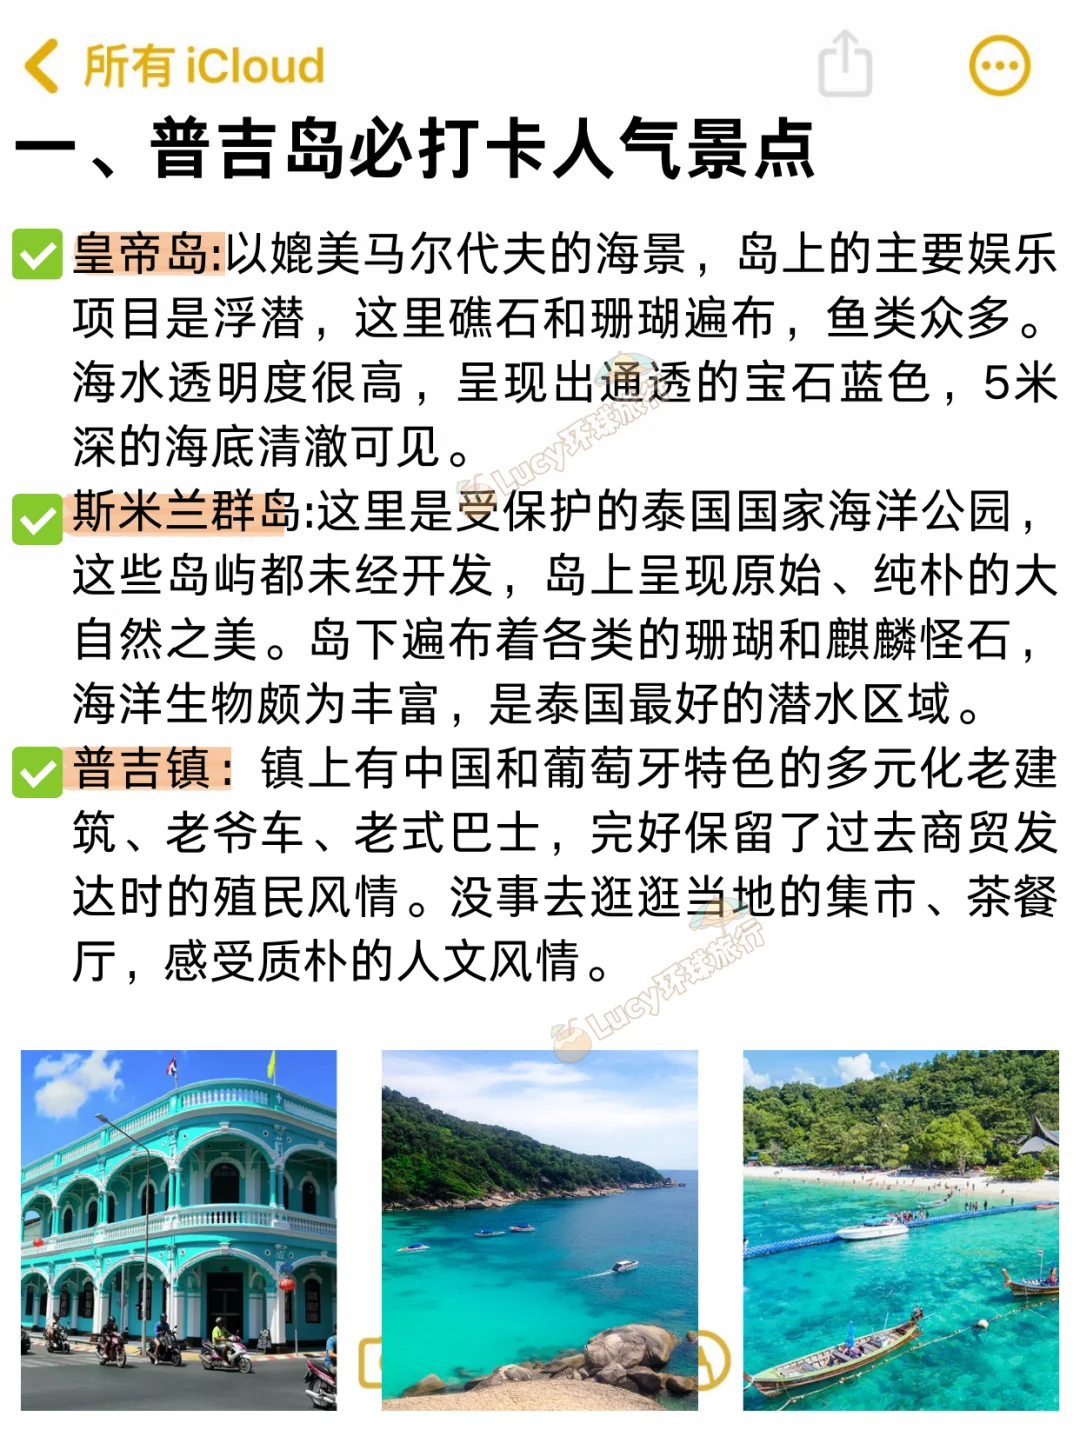 所有 iCloud
一、普吉岛必打卡人气景点
皇帝岛:以媲美马尔代夫的海景，岛上的主要娱乐
项目是浮潜，这里礁石和珊瑚遍布，鱼类众多。
海水透明度很高，呈现出通透的宝石蓝色，5米
深的海底清澈可见。
斯米兰群岛:这里是受保护的泰国国家海洋公园，
这些岛屿都未经开发，岛上呈现原始、纯朴的大
自然之美。岛下遍布着各类的珊瑚和麒麟怪石，
海洋生物颇为丰富，是泰国最好的潜水区域。
普吉镇：镇上有中国和葡萄牙特色的多元化老建
筑、老爷车、老式巴士，完好保留了过去商贸发
达时的殖民风情。没事去逛逛当地的集市、茶餐
厅，感受质朴的人文风情。
Lucy环球旅行
Lucy环球旅行